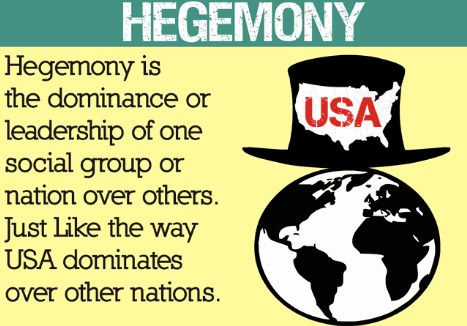 HEGEMONY
Hegemony is
the dominance or
leadership of one
social group or
nation over others.
Just Like the way
USA dominates
over other nations.
USA